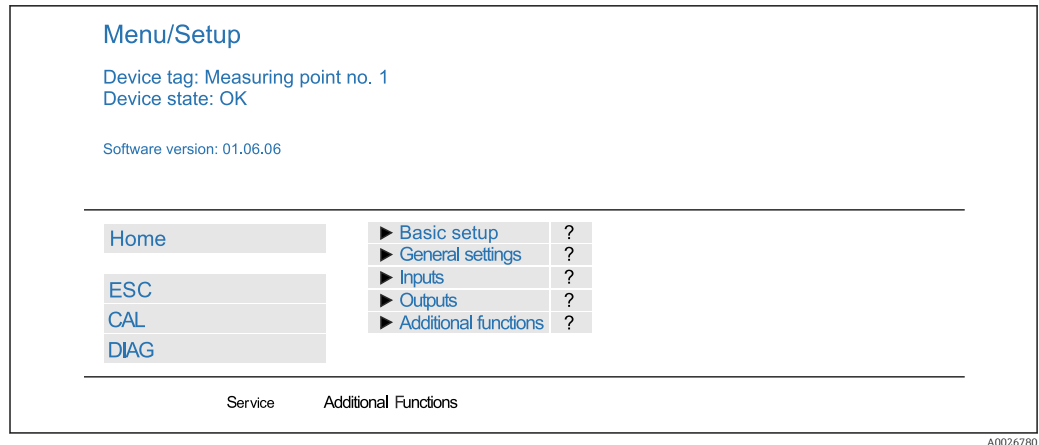 Menu/Setup
Device tag: Measuring point no. 1
Device state: OK
Software version: 01.06.06
Home
ESC
CAL
DIAG
Basic setup ?
General settings ?
Inputs ?
Outputs ?
Additional functions ?
Service Additional Functions
A0026780